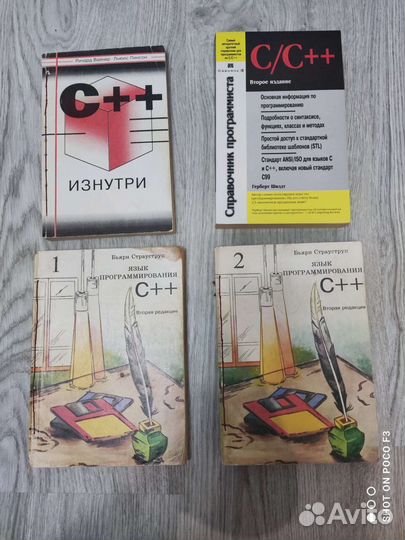 Ричард Вайнер · Льюис Пинсон
C++
ИЗНУТРИ
Справочник программиста
C/C++
Второе издание
Основная информация по
программированию
Подробности о синтаксисе,
функциях, классах и методах
Простой доступ к стандартной
библиотеке шаблонов (STL)
Стандарт ANSI/ISO для языков C
и C++, включая новый стандарт
C99
Герберт Шилдт
1
Бьярн Страуструп
ЯЗЫК
ПРОГРАММИРОВАНИЯ
C++
Вторая редакция
2
Бьярн Страуструп
ЯЗЫК
ПРОГРАММИРОВАНИЯ
C++
Вторая редакция
SHOT ON POCO F3
Avito